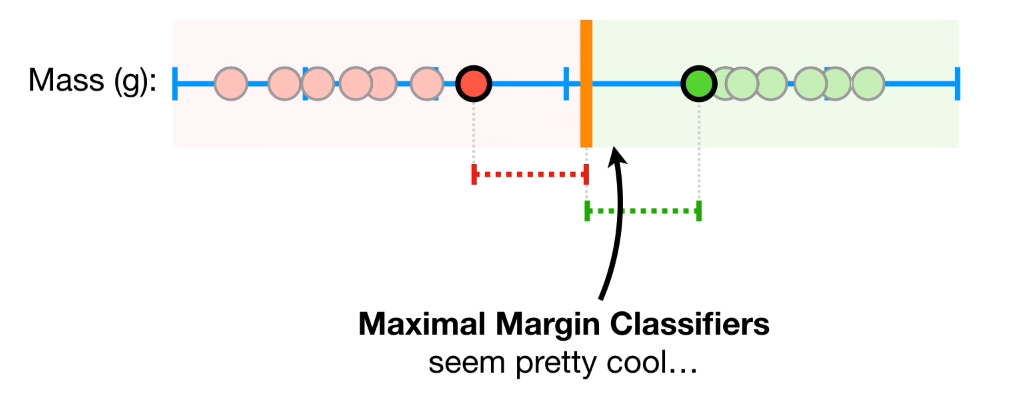 Mass (g):
Maximal Margin Classifiers
seem pretty cool…